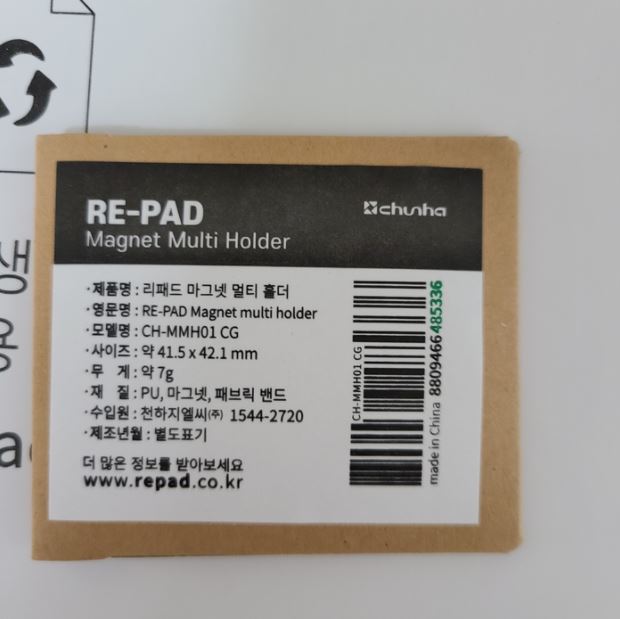 RE-PAD
Magnet Multi Holder
chunha
·제품명 : 리패드 마그넷 멀티 홀더
·영문명 : RE-PAD Magnet multi holder
·모델명 : CH-MMH01 CG
·사이즈 : 약 41.5 x 42.1 mm
·무 게 : 약 7g
·재 질 : PU, 마그넷, 패브릭 밴드
·수입원 : 천하지엘씨㈜ 1544-2720
·제조년월 : 별도표기
더 많은 정보를 받아보세요
www.repad.co.kr
CH-MMH01 CG
8809466485336
made in China
생